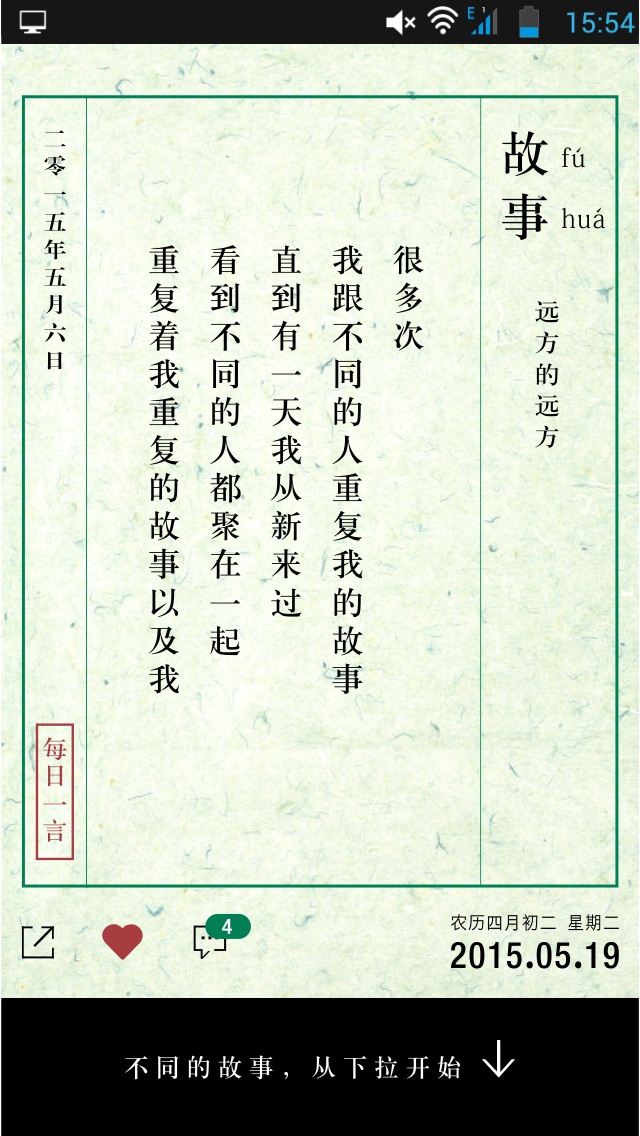 E
15:54
故事
fú
huá
远方的远方
很多次
我跟不同的人重复我的故事
直到有一天我从新来过
看到不同的人都聚在一起
重复着我重复的故事以及我
二零一五年五月六日
每日一言
4
农历四月初二 星期二
2015.05.19
不同的故事，从下拉开始